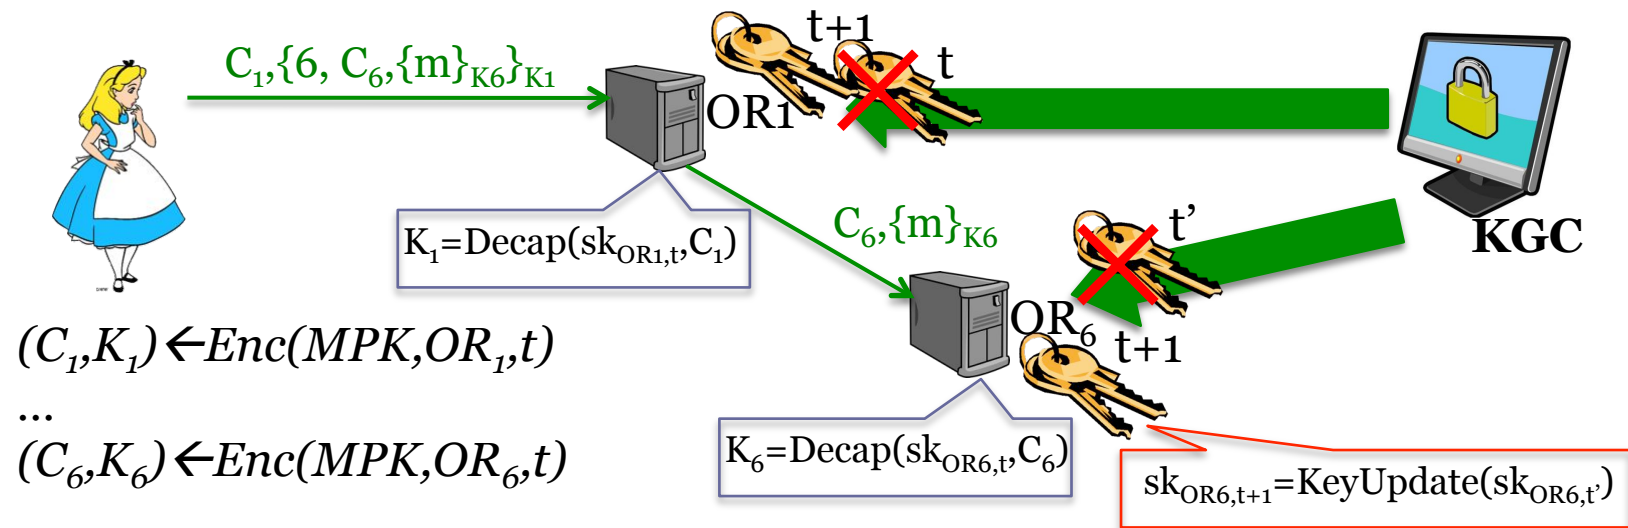 C₁,{6, C₆,{m}K6}K1
t+1
t
OR1
KGC
K₁=Decap(skOR1,t,C₁)
C₆,{m}K6
t’
OR₆
t+1
(C₁,K₁)←Enc(MPK,OR₁,t)
...
(C₆,K₆)←Enc(MPK,OR₆,t)
K₆=Decap(skOR6,t,C₆)
skOR6,t+1=KeyUpdate(skOR6,t’)